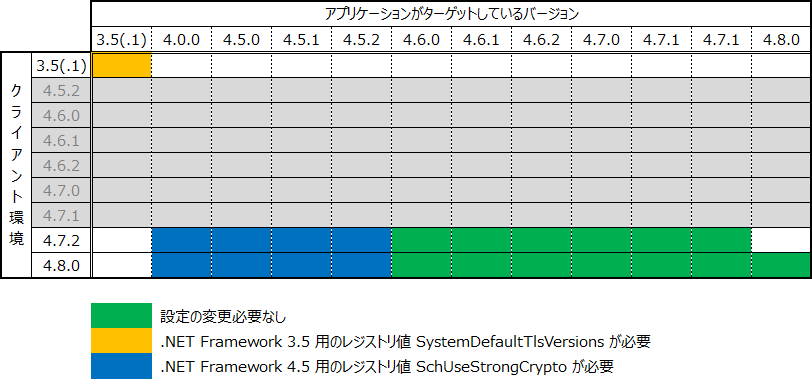 アプリケーションがターゲットしているバージョン
3.5(.1) 4.0.0 4.5.0 4.5.1 4.5.2 4.6.0 4.6.1 4.6.2 4.7.0 4.7.1 4.7.1 4.8.0
クライアント環境
3.5(.1)
4.5.2
4.6.0
4.6.1
4.6.2
4.7.0
4.7.1
4.7.2
4.8.0
設定の変更必要なし
.NET Framework 3.5 用のレジストリ値 SystemDefaultTlsVersions が必要
.NET Framework 4.5 用のレジストリ値 SchUseStrongCrypto が必要